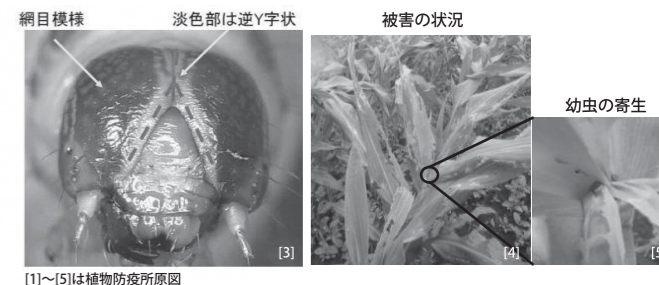 網目模様
淡色部は逆Y字状
被害の状況
幼虫の寄生
[3]
[4]
[5
[1]～[5]は植物防疫所原図